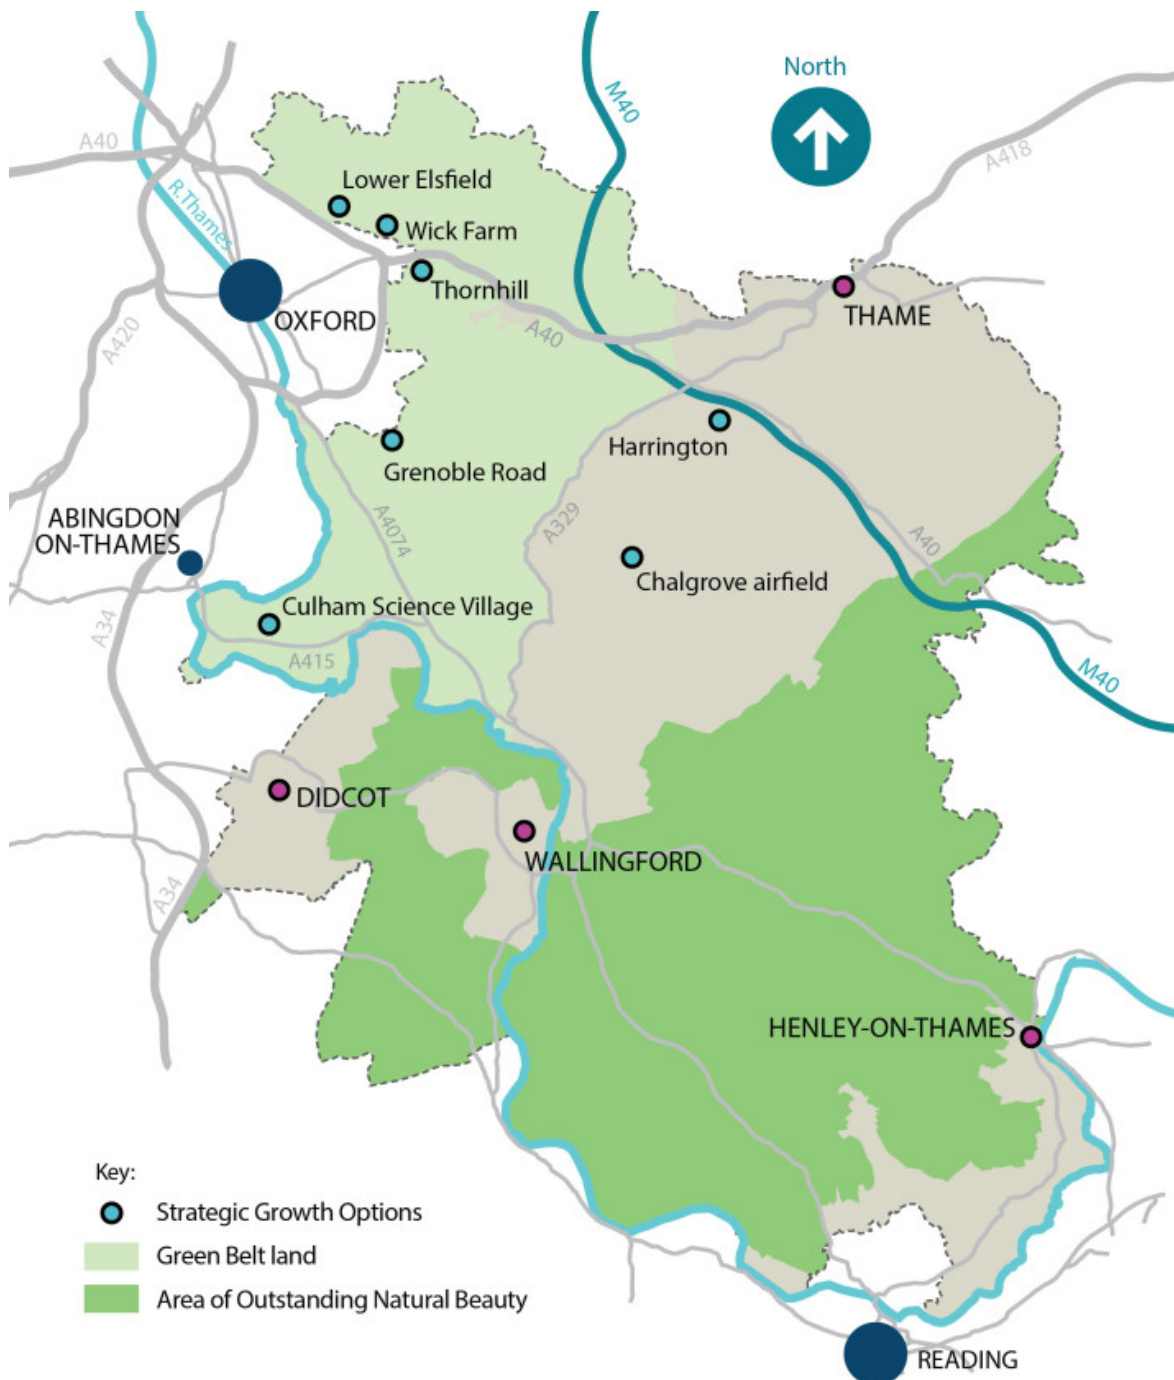 North
M40
A40
A418
Lower Elsfield
R.Thames
Wick Farm
Thornhill
OXFORD
THAME
A420
A40
Harrington
Grenoble Road
ABINGDON
ON-THAMES
A4074
A329
A40
Chalgrove airfield
Culham Science Village
A34
A415
M40
DIDCOT
WALLINGFORD
A34
HENLEY-ON-THAMES
Key:
Strategic Growth Options
Green Belt land
Area of Outstanding Natural Beauty
READING